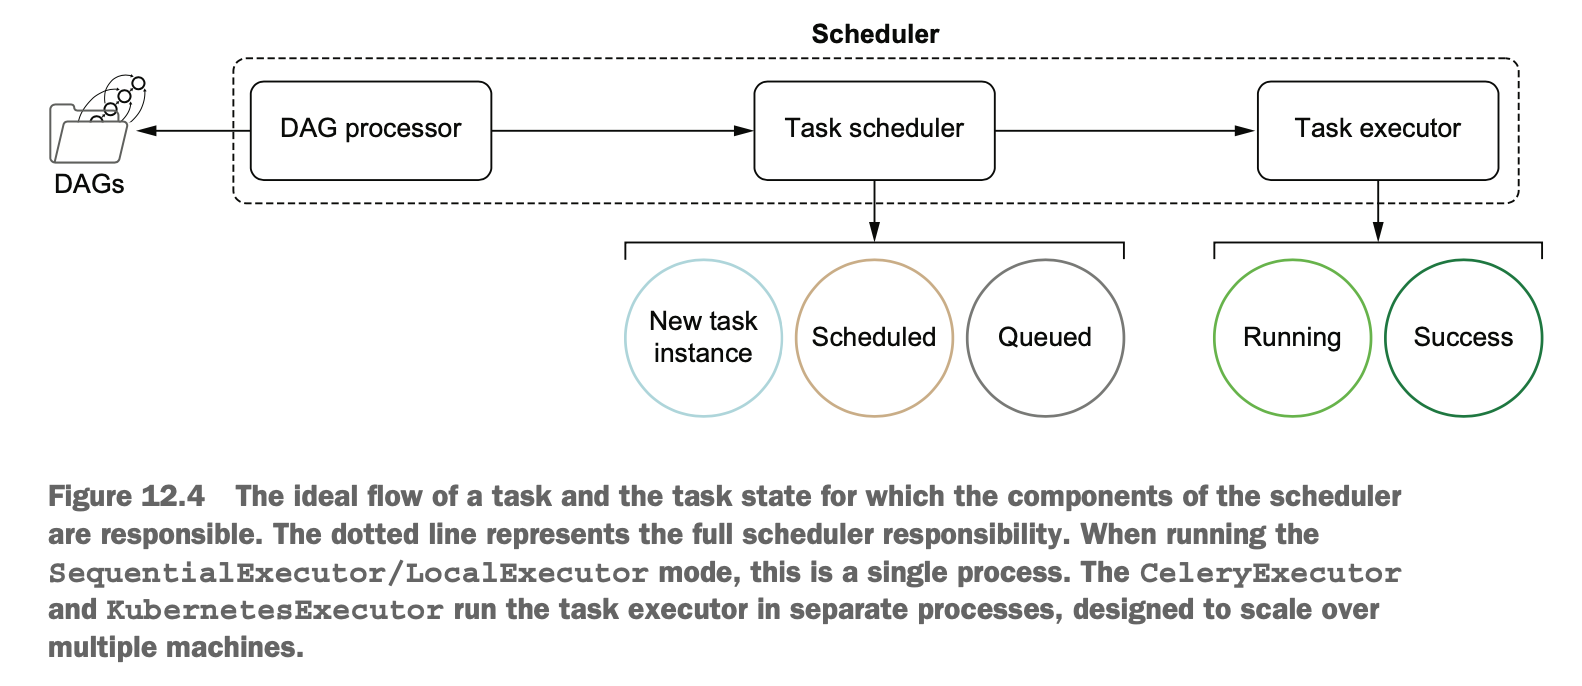 Scheduler
DAG processor
Task scheduler
Task executor
DAGs
New task
instance
Scheduled
Queued
Running
Success
Figure 12.4 The ideal flow of a task and the task state for which the components of the scheduler
are responsible. The dotted line represents the full scheduler responsibility. When running the
SequentialExecutor/LocalExecutor mode, this is a single process. The CeleryExecutor
and KubernetesExecutor run the task executor in separate processes, designed to scale over
multiple machines.